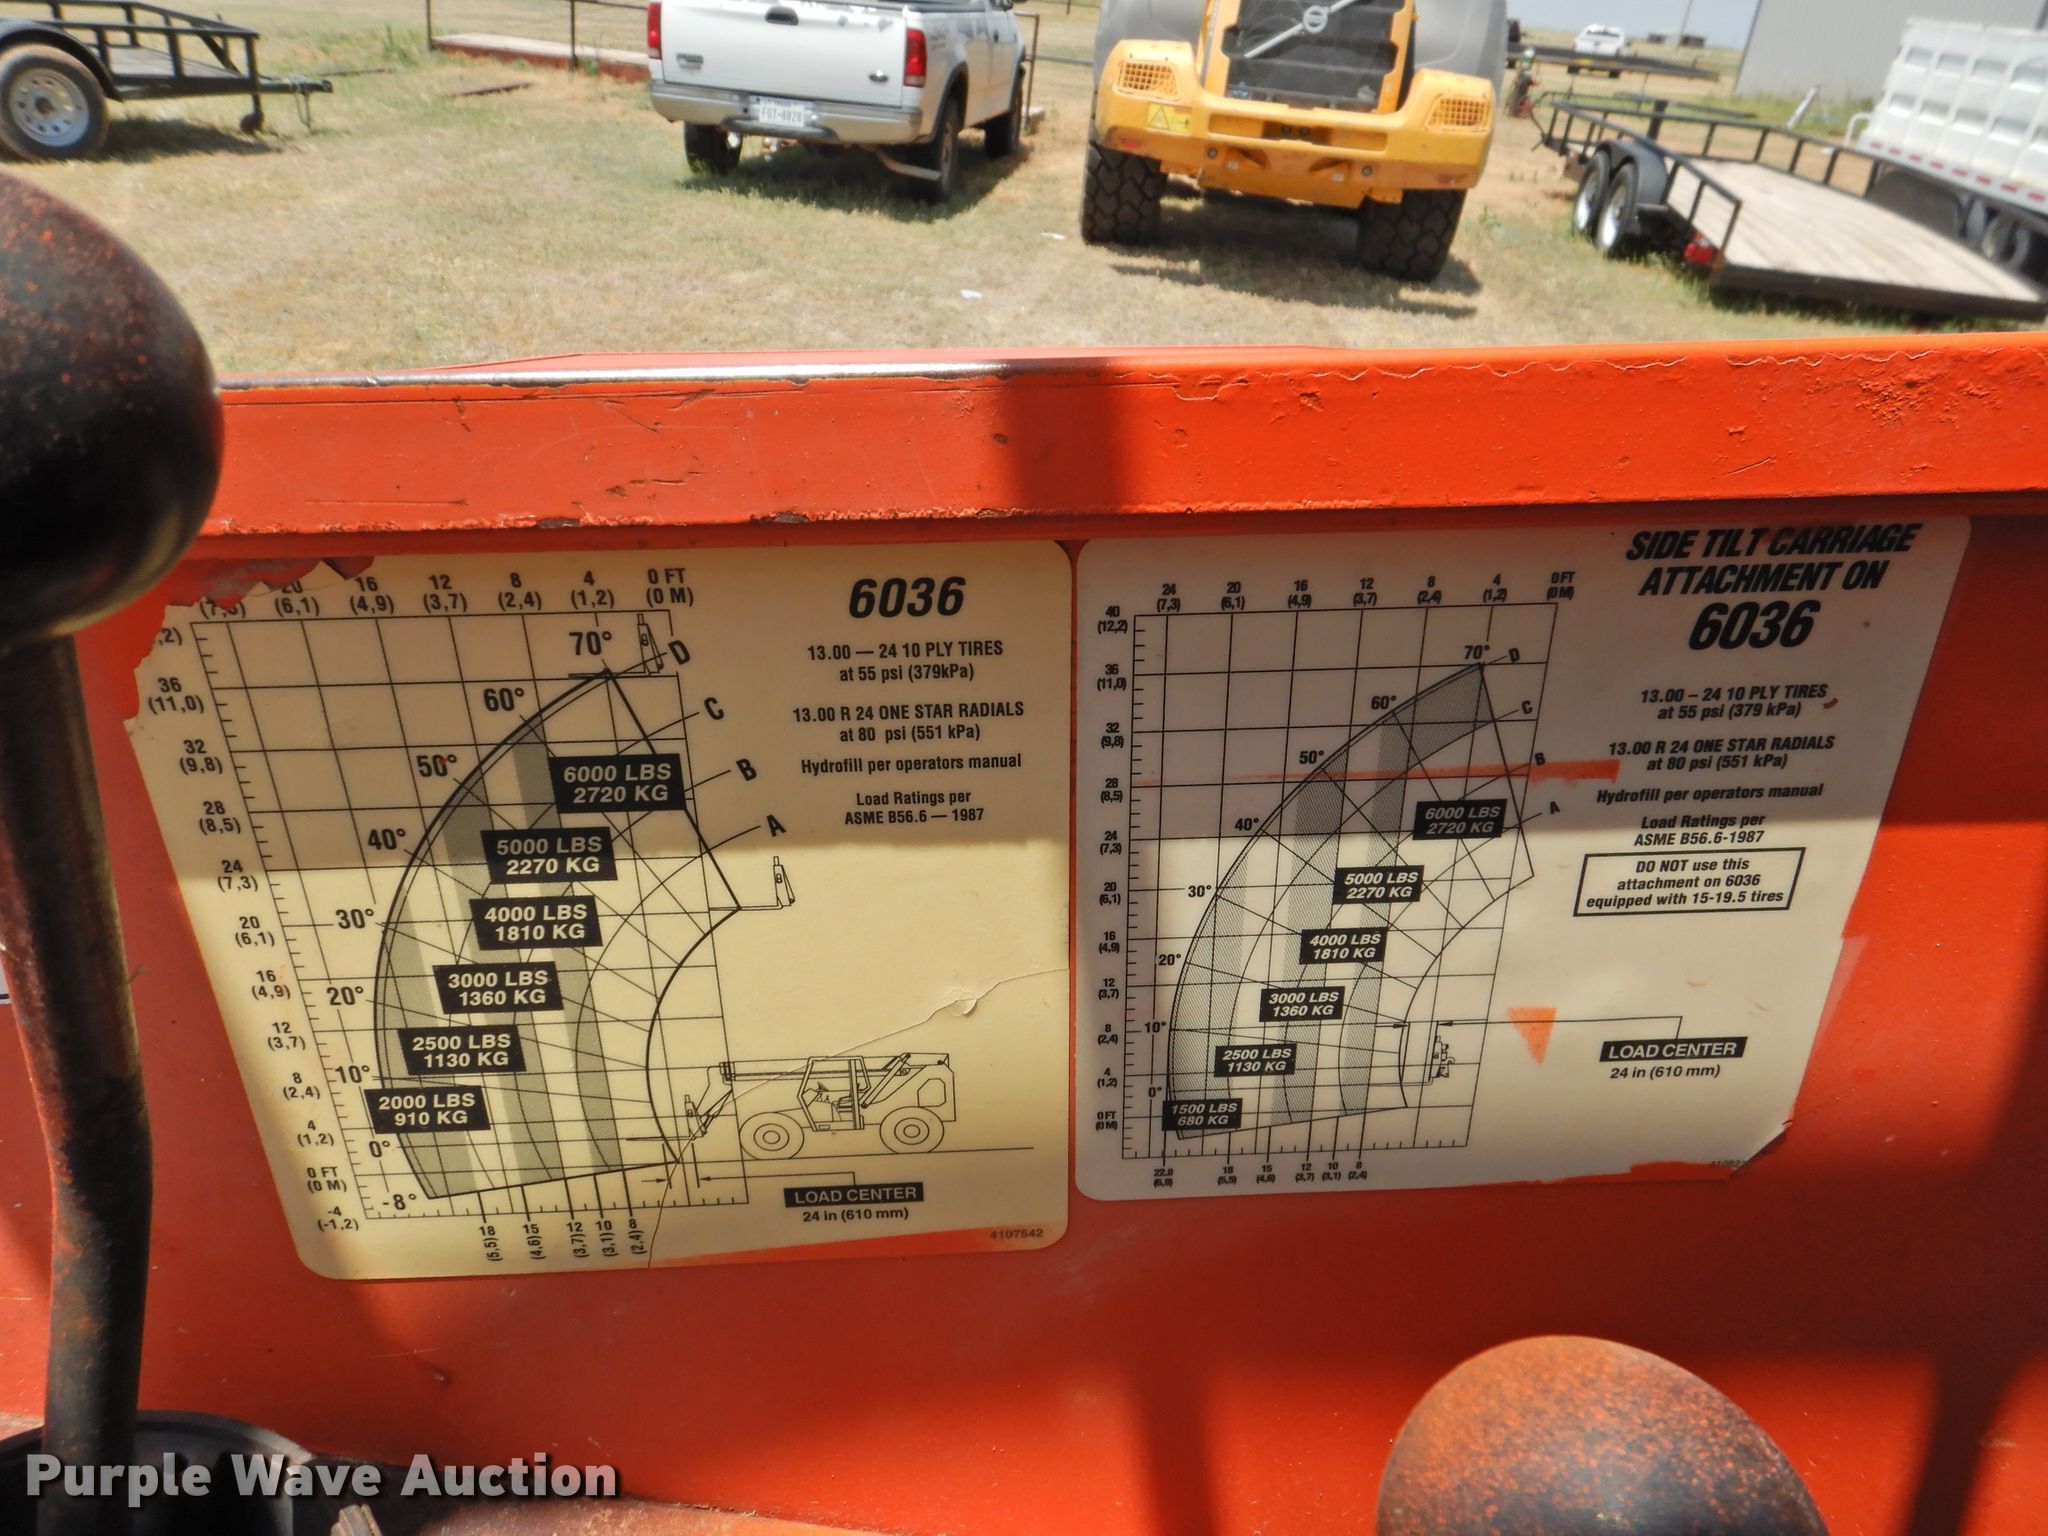 TEXAS
FGT-8828
20 16 12 8 4 0 FT
(6,1) (4,9) (3,7) (2,4) (1,2) (0 M)
36
(11,0)
32
(9,8)
28
(8,5)
24
(7,3)
20
(6,1)
16
(4,9)
12
(3,7)
8
(2,4)
4
(1,2)
0 FT
(0 M)
-4
(-1,2)
70°
60°
50°
40°
30°
20°
10°
0°
-8°
D
C
B
A
6000 LBS
2720 KG
5000 LBS
2270 KG
4000 LBS
1810 KG
3000 LBS
1360 KG
2500 LBS
1130 KG
2000 LBS
910 KG
18 15 12 10 8
(5,5) (4,6) (3,7) (3,1) (2,4)
6036
13.00 — 24 10 PLY TIRES
at 55 psi (379kPa)
13.00 R 24 ONE STAR RADIALS
at 80 psi (551 kPa)
Hydrofill per operators manual
Load Ratings per
ASME B56.6 — 1987
LOAD CENTER
24 in (610 mm)
4107542
SIDE TILT CARRIAGE
ATTACHMENT ON
6036
24 20 16 12 8 4 0 FT
(7,3) (6,1) (4,9) (3,7) (2,4) (1,2) (0 M)
40
(12,2)
36
(11,0)
32
(9,8)
28
(8,5)
24
(7,3)
20
(6,1)
16
(4,9)
12
(3,7)
8
(2,4)
4
(1,2)
0 FT
(0 M)
70°
60°
50°
40°
30°
20°
10°
0°
D
C
B
A
6000 LBS
2720 KG
5000 LBS
2270 KG
4000 LBS
1810 KG
3000 LBS
1360 KG
2500 LBS
1130 KG
1500 LBS
680 KG
22.8 18 15 12 10 8
(6,9) (5,5) (4,6) (3,7) (3,1) (2,4)
13.00 – 24 10 PLY TIRES
at 55 psi (379 kPa)
13.00 R 24 ONE STAR RADIALS
at 80 psi (551 kPa)
Hydrofill per operators manual
Load Ratings per
ASME B56.6-1987
DO NOT use this
attachment on 6036
equipped with 15-19.5 tires
LOAD CENTER
24 in (610 mm)
Purple Wave Auction